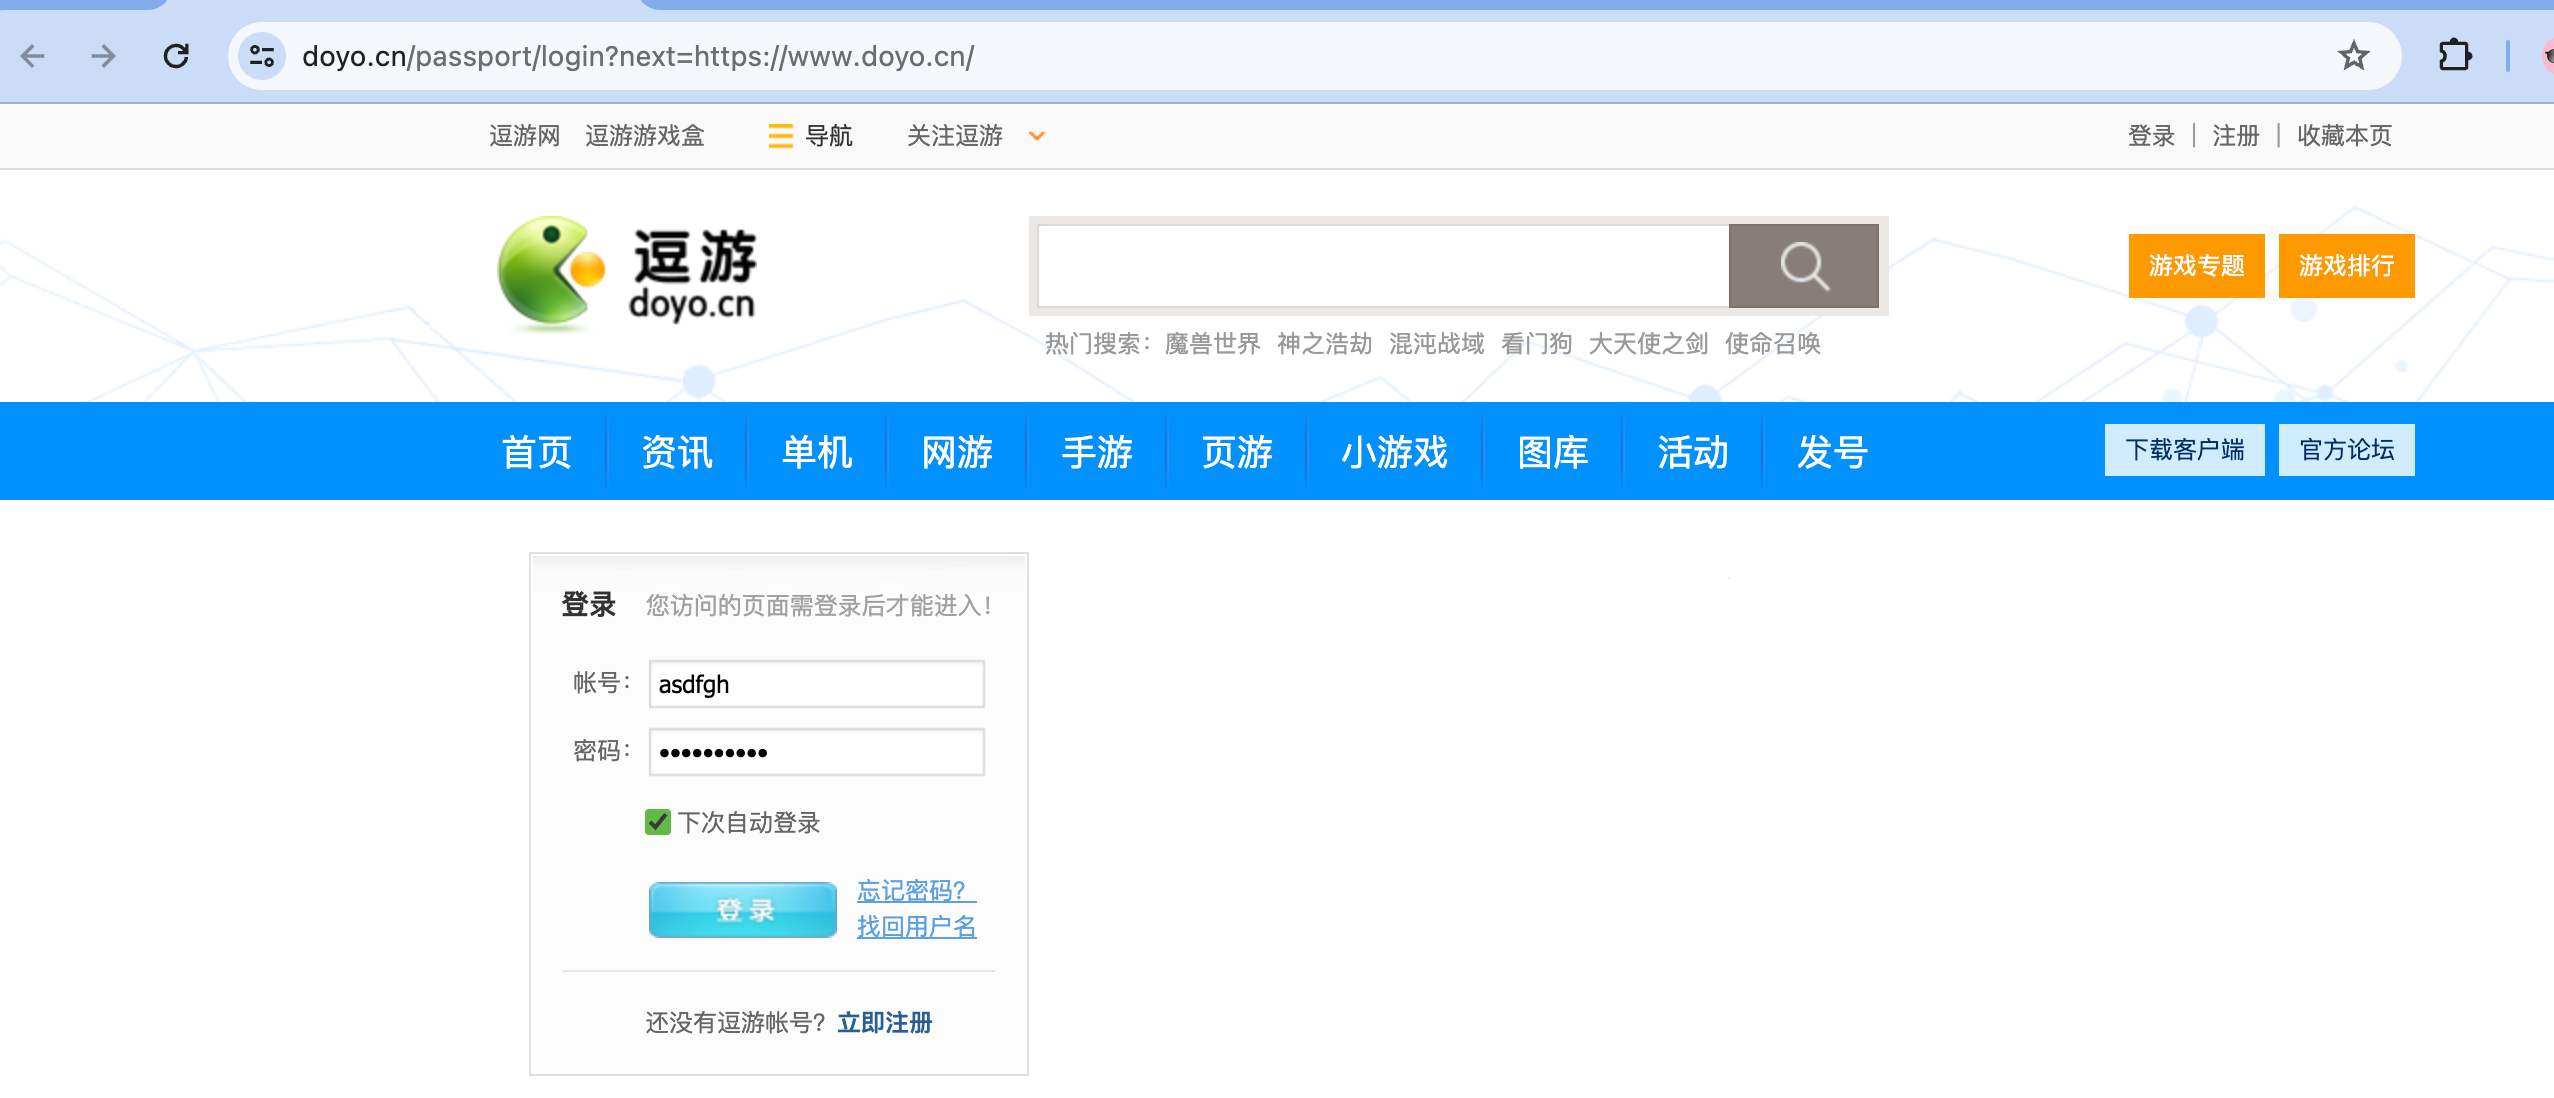 doyo.cn/passport/login?next=https://www.doyo.cn/
逗游网 逗游游戏盒 导航 关注逗游 登录 | 注册 | 收藏本页
逗游
doyo.cn
游戏专题 游戏排行
热门搜索：魔兽世界 神之浩劫 混沌战域 看门狗 大天使之剑 使命召唤
首页 资讯 单机 网游 手游 页游 小游戏 图库 活动 发号 下载客户端 官方论坛
登录 您访问的页面需登录后才能进入！
帐号： asdfgh
密码： ••••••••••
下次自动登录
登录 忘记密码？
找回用户名
还没有逗游帐号？ 立即注册